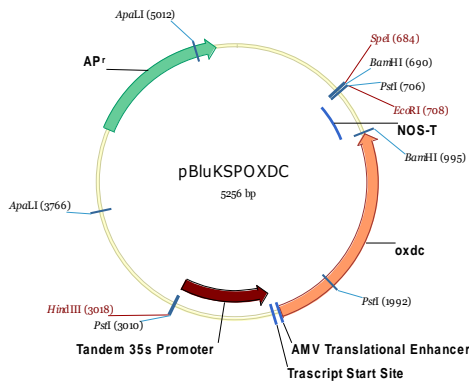 ApaLI (5012)
SpeI (684)
BamHI (690)
APr
PstI (706)
EcoRI (708)
NOS-T
BamHI (995)
pBluKSPOXDC
5256 bp
ApaLI (3766)
oxdc
PstI (1992)
HindIII (3018)
PstI (3010)
Tandem 35s Promoter
AMV Translational Enhancer
Trascript Start Site